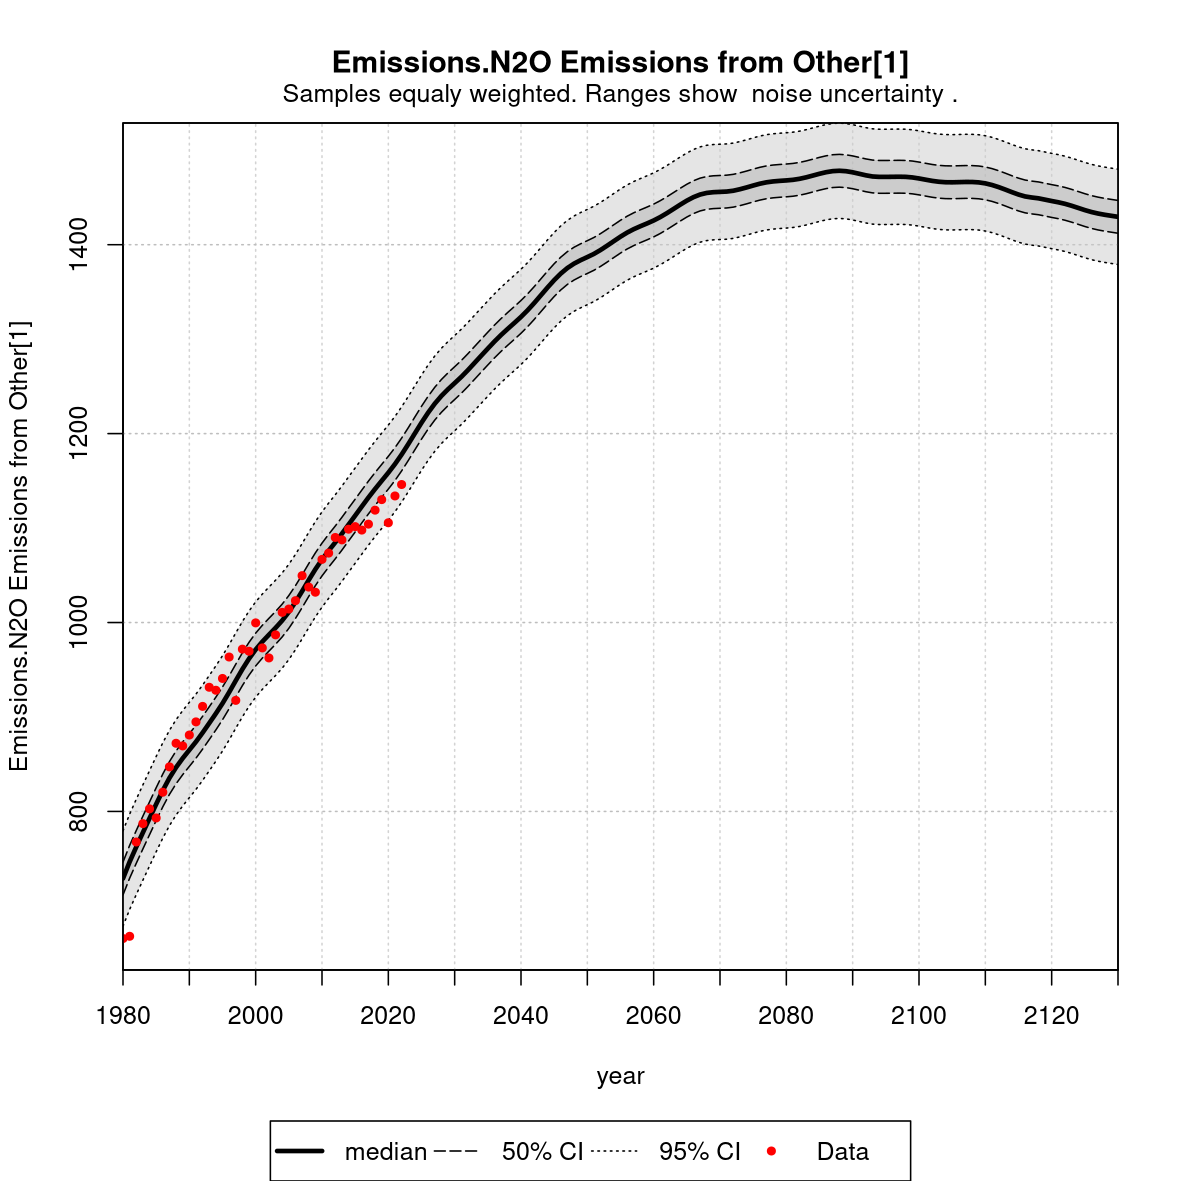 Emissions.N2O Emissions from Other[1]
Samples equaly weighted. Ranges show  noise uncertainty .
Emissions.N2O Emissions from Other[1]
1400
1200
1000
800
1980 2000 2020 2040 2060 2080 2100 2120
year
median 50% CI 95% CI Data